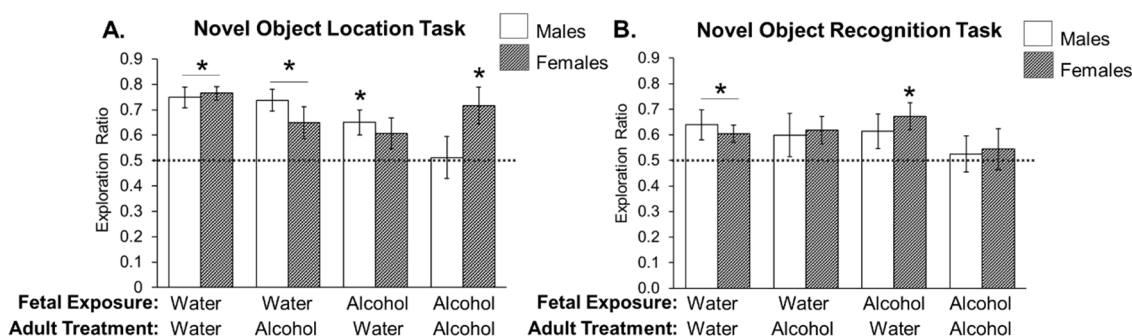 A. Novel Object Location Task
Males
Females
Exploration Ratio
0.9
0.8
0.7
0.6
0.5
0.4
0.3
0.2
0.1
0
* * * *
Fetal Exposure: Water Water Alcohol Alcohol
Adult Treatment: Water Alcohol Water Alcohol
B. Novel Object Recognition Task
Males
Females
Exploration Ratio
0.9
0.8
0.7
0.6
0.5
0.4
0.3
0.2
0.1
0
* *
Fetal Exposure: Water Water Alcohol Alcohol
Adult Treatment: Water Alcohol Water Alcohol